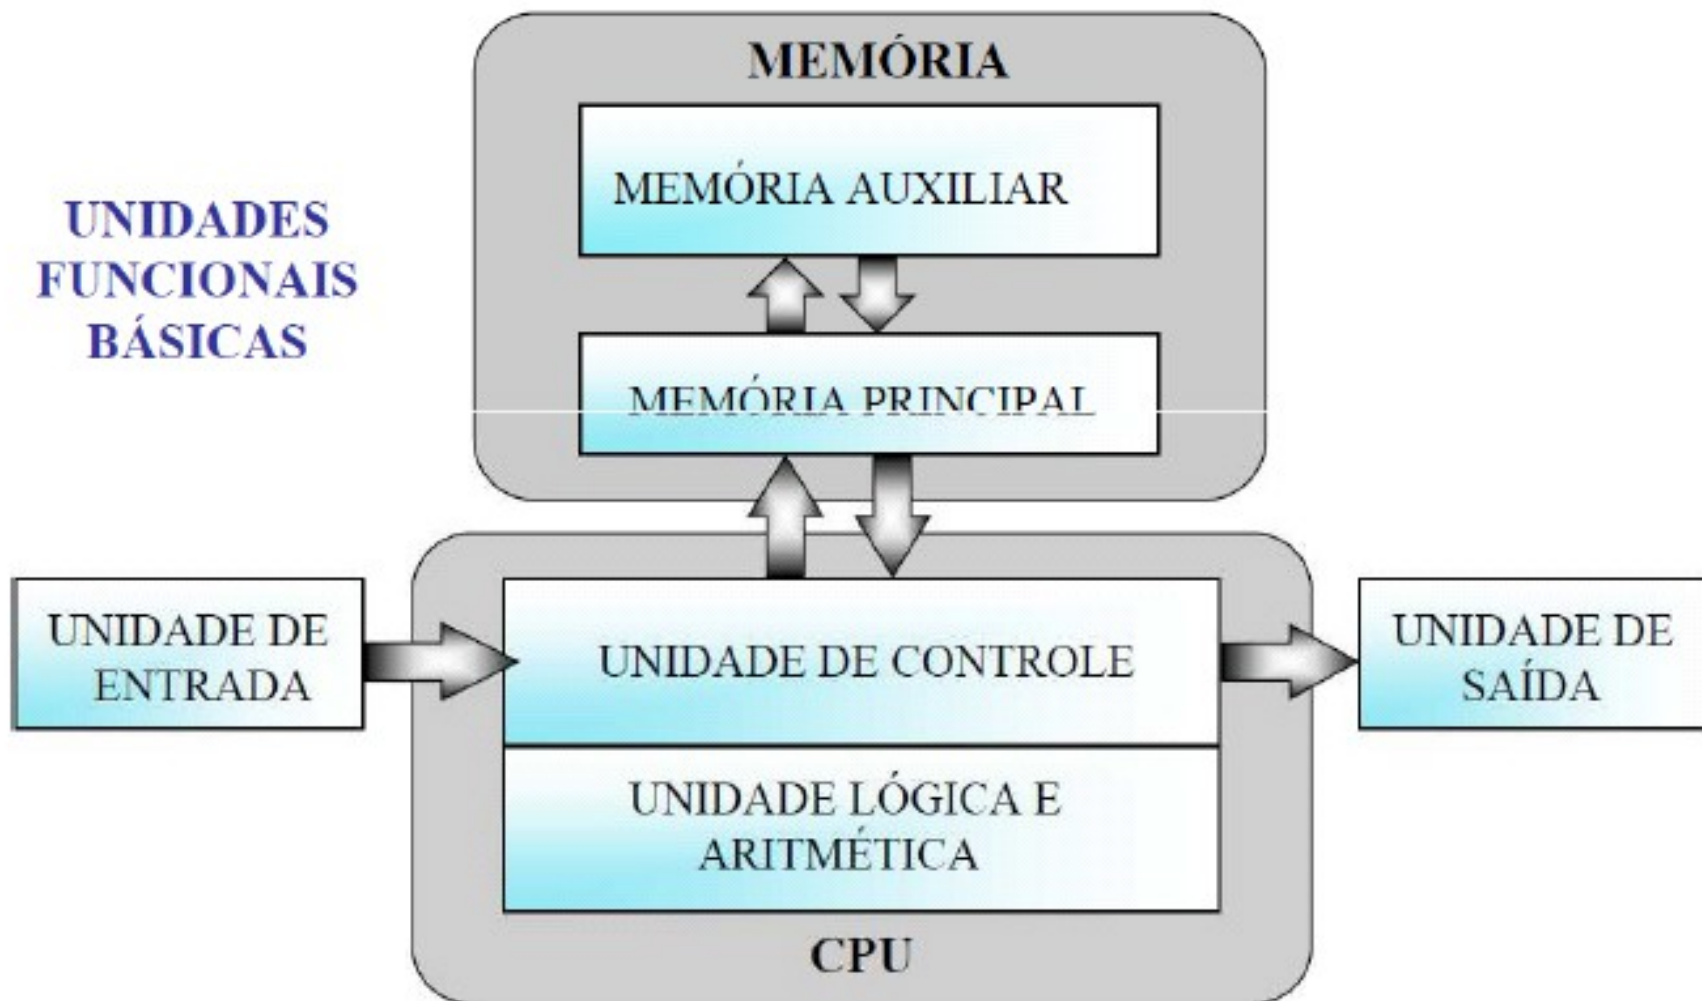 MEMÓRIA
MEMÓRIA AUXILIAR
UNIDADES
FUNCIONAIS
BÁSICAS
MEMÓRIA PRINCIPAL
UNIDADE DE
ENTRADA
UNIDADE DE CONTROLE
UNIDADE DE
SAÍDA
UNIDADE LÓGICA E
ARITMÉTICA
CPU